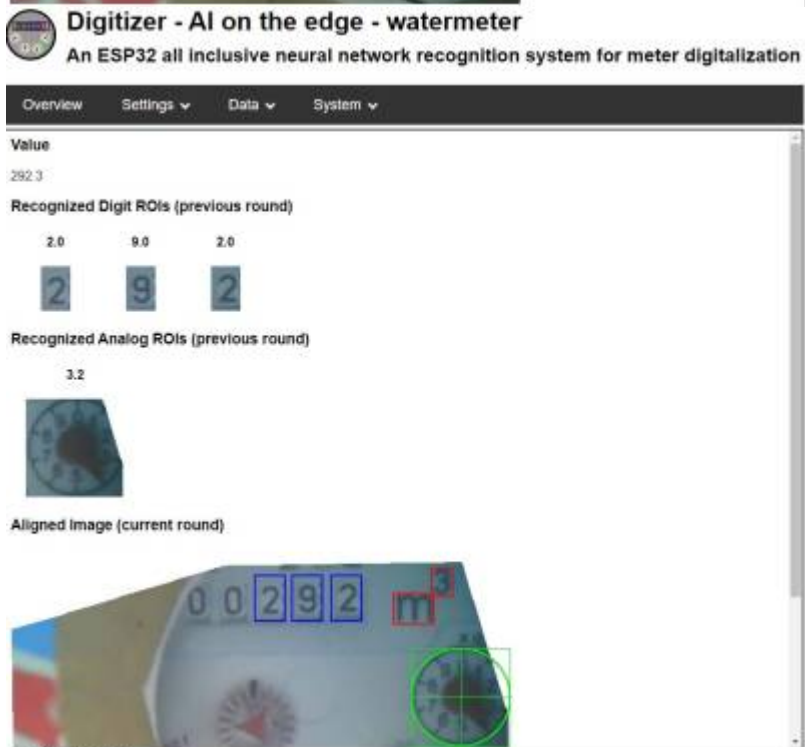 Digitizer - AI on the edge - watermeter
An ESP32 all inclusive neural network recognition system for meter digitalization
Overview Settings Data System
Value
292.3
Recognized Digit ROIs (previous round)
2.0 9.0 2.0
2 9 2
Recognized Analog ROIs (previous round)
3.2
Aligned Image (current round)
0 0 2 9 2 m³